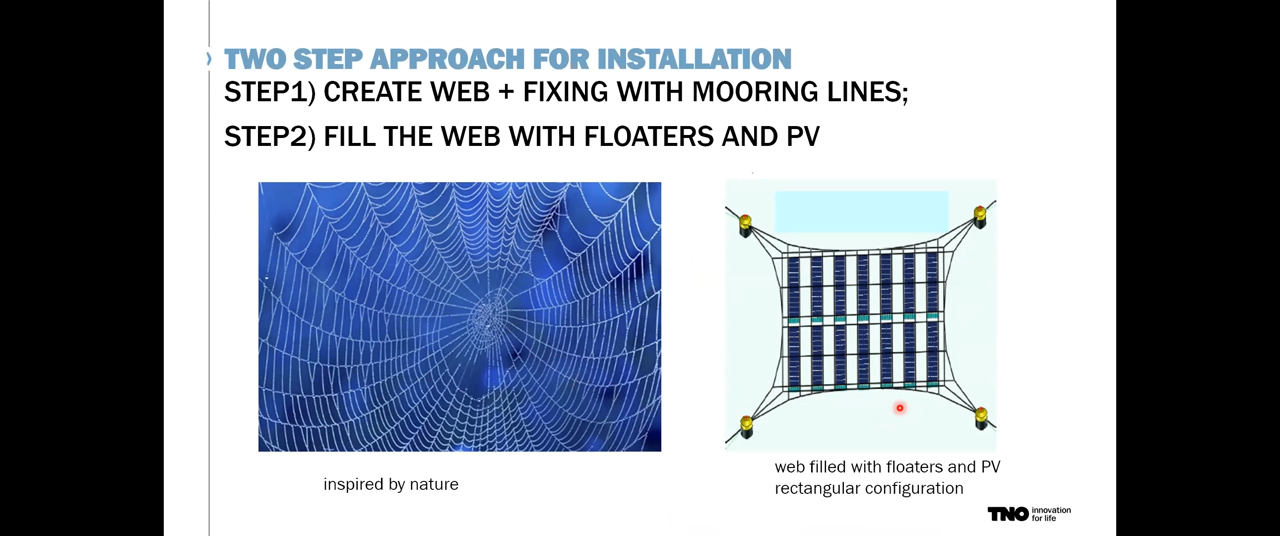 TWO STEP APPROACH FOR INSTALLATION
STEP1) CREATE WEB + FIXING WITH MOORING LINES;
STEP2) FILL THE WEB WITH FLOATERS AND PV
inspired by nature
web filled with floaters and PV
rectangular configuration
TNO innovation
for life